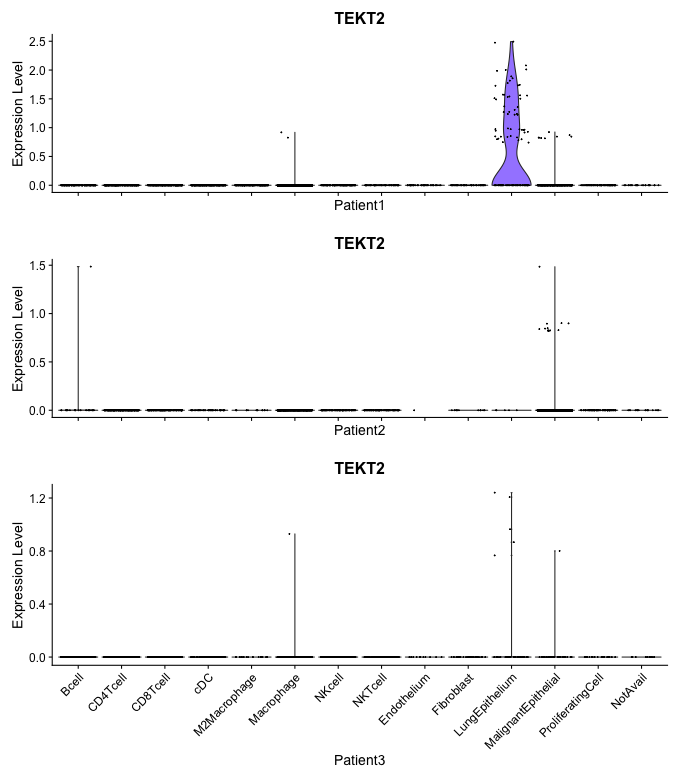 TEKT2
Expression Level
2.5
2.0
1.5
1.0
0.5
0.0
Patient1
TEKT2
Expression Level
1.5
1.0
0.5
0.0
Patient2
TEKT2
Expression Level
1.2
0.8
0.4
0.0
Bcell
CD4Tcell
CD8Tcell
cDC
M2Macrophage
Macrophage
NKcell
NKTcell
Endothelium
Fibroblast
LungEpithelium
MalignantEpithelial
ProliferatingCell
NotAvail
Patient3